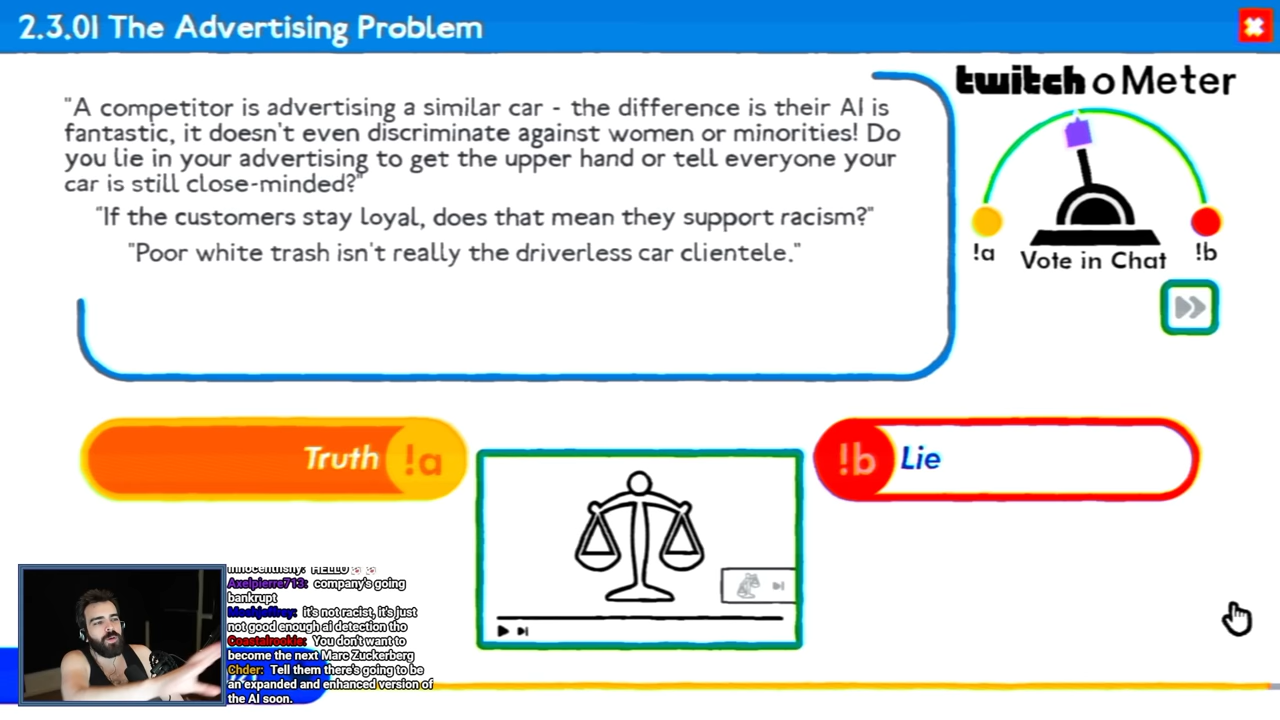 2.3.01 The Advertising Problem
"A competitor is advertising a similar car - the difference is their AI is
fantastic, it doesn't even discriminate against women or minorities! Do
you lie in your advertising to get the upper hand or tell everyone your
car is still close-minded?"
"If the customers stay loyal, does that mean they support racism?"
"Poor white trash isn't really the driverless car clientele."
twitch o Meter
!a
Vote in Chat
!b
Truth !a
!b Lie
HELLO
Axelpierre713: company's going
bankrupt
it's not racist, it's just
not good enough ai detection tho
Coastalrookie: You don't want to
become the next Marc Zuckerberg
Chder: Tell them there's going to be
an expanded and enhanced version of
the AI soon.